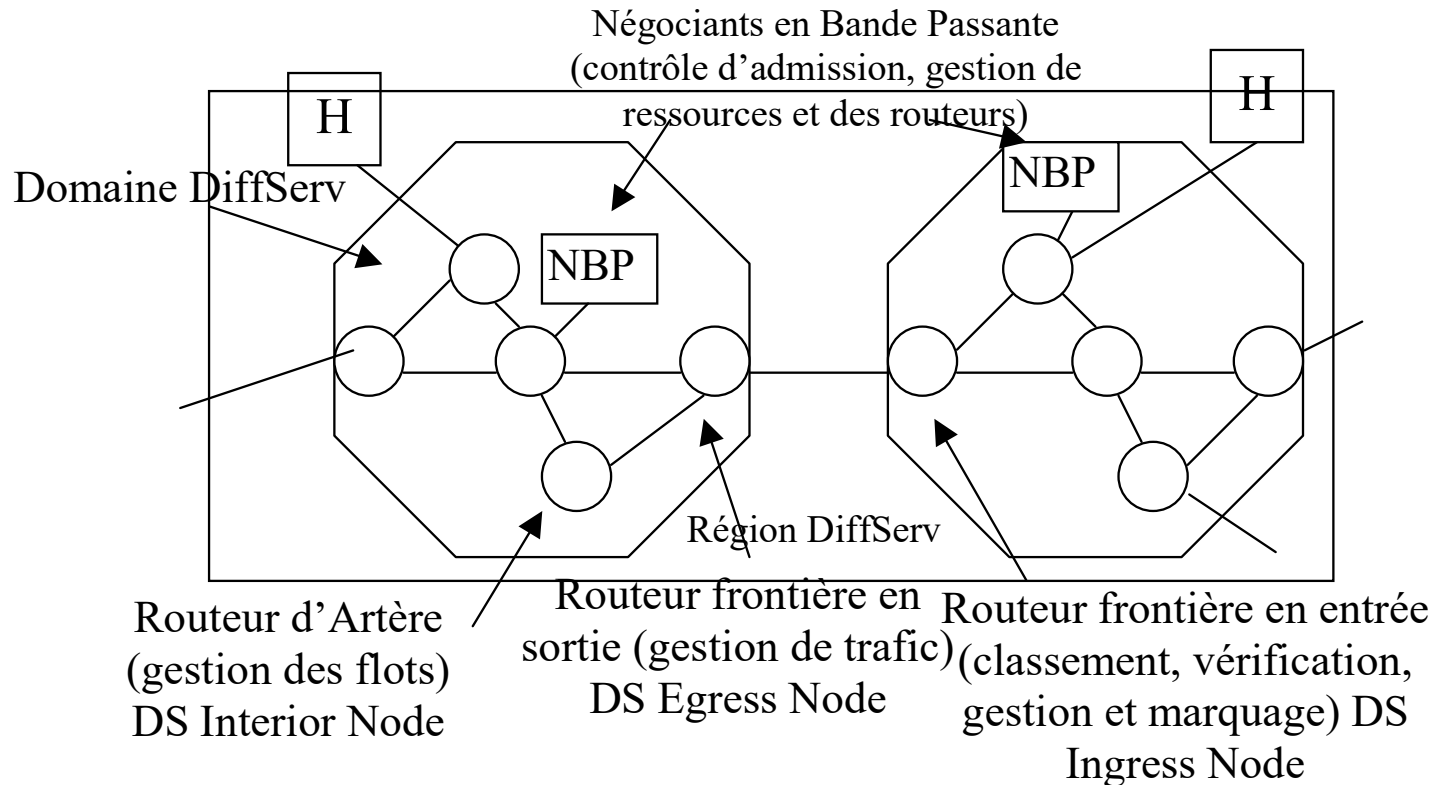 Négociants en Bande Passante
(contrôle d'admission, gestion de
ressources et des routeurs)
H
H
Domaine DiffServ
NBP
NBP
Région DiffServ
Routeur d'Artère
(gestion des flots)
DS Interior Node
Routeur frontière en
sortie (gestion de trafic)
DS Egress Node
Routeur frontière en entrée
(classement, vérification,
gestion et marquage) DS
Ingress Node